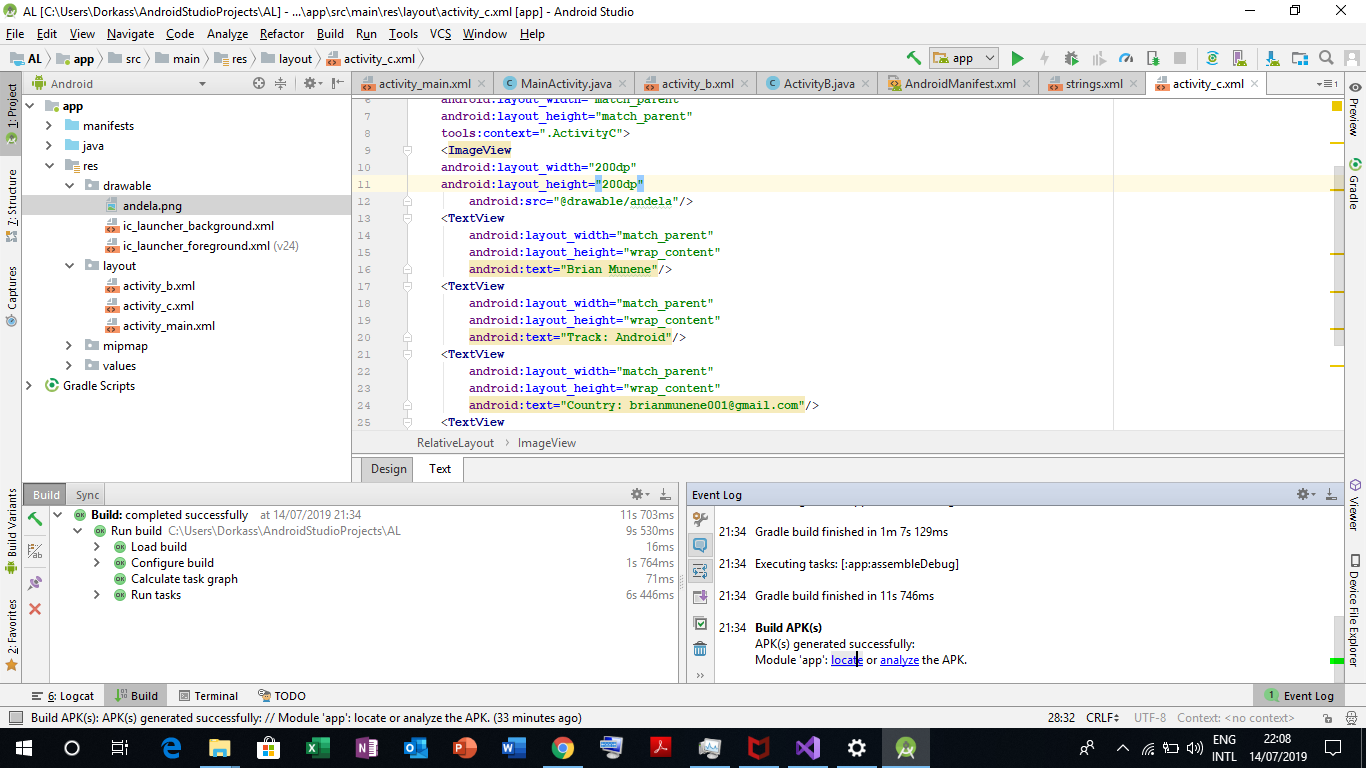 AL [C:\Users\Dorkass\AndroidStudioProjects\AL] - ...\app\src\main\res\layout\activity_c.xml [app] - Android Studio
File Edit View Navigate Code Analyze Refactor Build Run Tools VCS Window Help
AL app src main res layout activity_c.xml
app
1: Project
7: Structure
Captures
Build Variants
2: Favorites
Android
app
manifests
java
res
drawable
andela.png
ic_launcher_background.xml
ic_launcher_foreground.xml (v24)
layout
activity_b.xml
activity_c.xml
activity_main.xml
mipmap
values
Gradle Scripts
activity_main.xml MainActivity.java activity_b.xml ActivityB.java AndroidManifest.xml strings.xml activity_c.xml
6 android:layout_width="match_parent"
7 android:layout_height="match_parent"
8 tools:context=".ActivityC">
9 <ImageView
10 android:layout_width="200dp"
11 android:layout_height="200dp"
12 android:src="@drawable/andela"/>
13 <TextView
14 android:layout_width="match_parent"
15 android:layout_height="wrap_content"
16 android:text="Brian Munene"/>
17 <TextView
18 android:layout_width="match_parent"
19 android:layout_height="wrap_content"
20 android:text="Track: Android"/>
21 <TextView
22 android:layout_width="match_parent"
23 android:layout_height="wrap_content"
24 android:text="Country: brianmunene001@gmail.com"/>
25 <TextView
RelativeLayout ImageView
Design Text
Preview
Gradle
Viewer
Device File Explorer
Build Sync
Build: completed successfully at 14/07/2019 21:34 11s 703ms
Run build C:\Users\Dorkass\AndroidStudioProjects\AL 9s 530ms
Load build 16ms
Configure build 1s 764ms
Calculate task graph 71ms
Run tasks 6s 446ms
Event Log
21:34 Gradle build finished in 1m 7s 129ms
21:34 Executing tasks: [:app:assembleDebug]
21:34 Gradle build finished in 11s 746ms
21:34 Build APK(s)
APK(s) generated successfully:
Module 'app': locate or analyze the APK.
6: Logcat Build Terminal TODO 1 Event Log
Build APK(s): APK(s) generated successfully: // Module 'app': locate or analyze the APK. (33 minutes ago) 28:32 CRLF UTF-8 Context: <no context>
ENG 22:08
INTL 14/07/2019